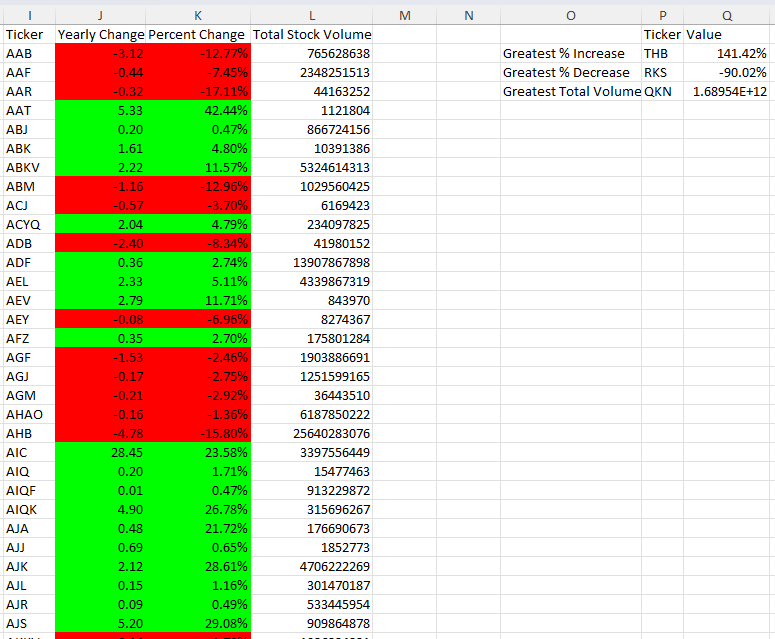 I J K L M N O P Q
Ticker Yearly Change Percent Change Total Stock Volume Ticker Value
AAB -3.12 -12.77% 765628638 Greatest % Increase THB 141.42%
AAF -0.44 -7.45% 2348251513 Greatest % Decrease RKS -90.02%
AAR -0.32 -17.11% 44163252 Greatest Total Volume QKN 1.68954E+12
AAT 5.33 42.44% 1121804
ABJ 0.20 0.47% 866724156
ABK 1.61 4.80% 10391386
ABKV 2.22 11.57% 5324614313
ABM -1.16 -12.96% 1029560425
ACJ -0.57 -3.70% 6169423
ACYQ 2.04 4.79% 234097825
ADB -2.40 -8.34% 41980152
ADF 0.36 2.74% 13907867898
AEL 2.33 5.11% 4339867319
AEV 2.79 11.71% 843970
AEY -0.08 -6.96% 8274367
AFZ 0.35 2.70% 175801284
AGF -1.53 -2.46% 1903886691
AGJ -0.17 -2.75% 1251599165
AGM -0.21 -2.92% 36443510
AHAO -0.16 -1.36% 6187850222
AHB -4.78 -15.80% 25640283076
AIC 28.45 23.58% 3397556449
AIQ 0.20 1.71% 15477463
AIQF 0.01 0.47% 913229872
AIQK 4.90 26.78% 315696267
AJA 0.48 21.72% 176690673
AJJ 0.69 0.65% 1852773
AJK 2.12 28.61% 4706222269
AJL 0.15 1.16% 301470187
AJR 0.09 0.49% 533445954
AJS 5.20 29.08% 909864878